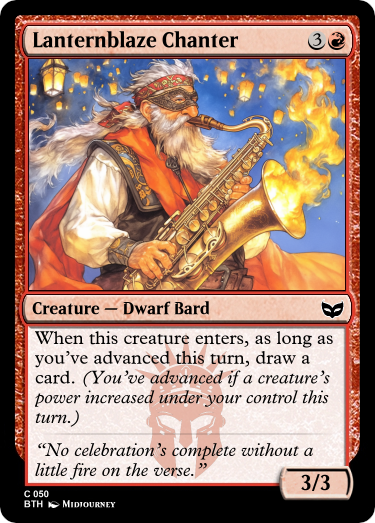 Lanternblaze Chanter 3
Creature — Dwarf Bard
When this creature enters, as long as
you've advanced this turn, draw a
card. (You've advanced if a creature's
power increased under your control this
turn.)
"No celebration's complete without a
little fire on the verse."
3/3
C 050
BTH Midjourney